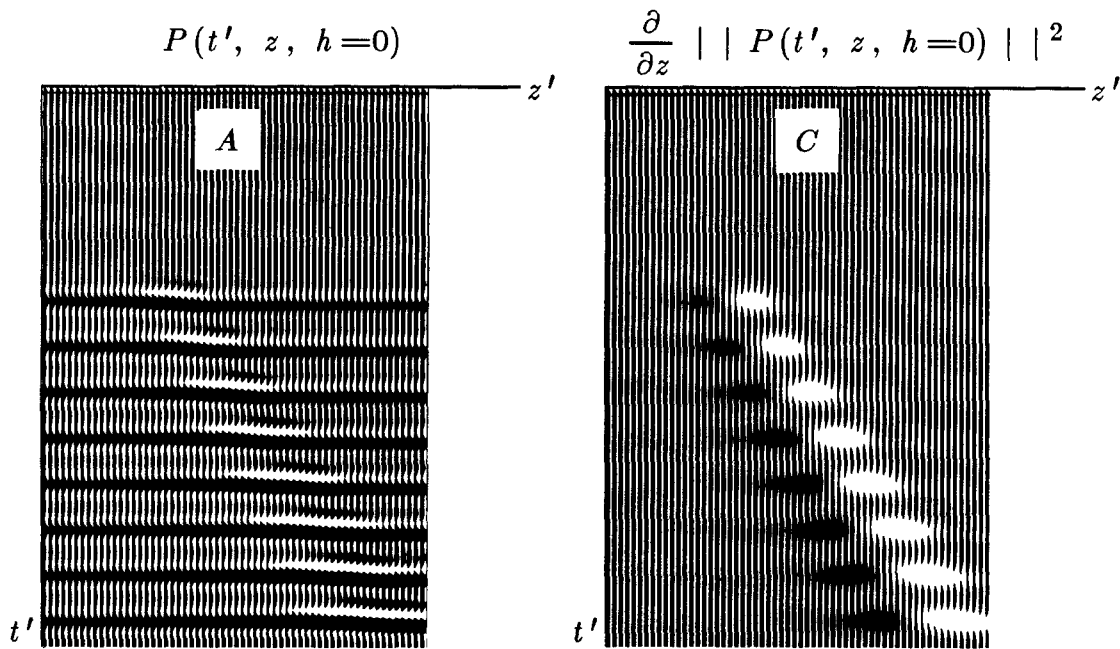 P(t′, z, h=0)
∂/∂z || P(t′, z, h=0) ||²
z′
z′
A
C
t′
t′